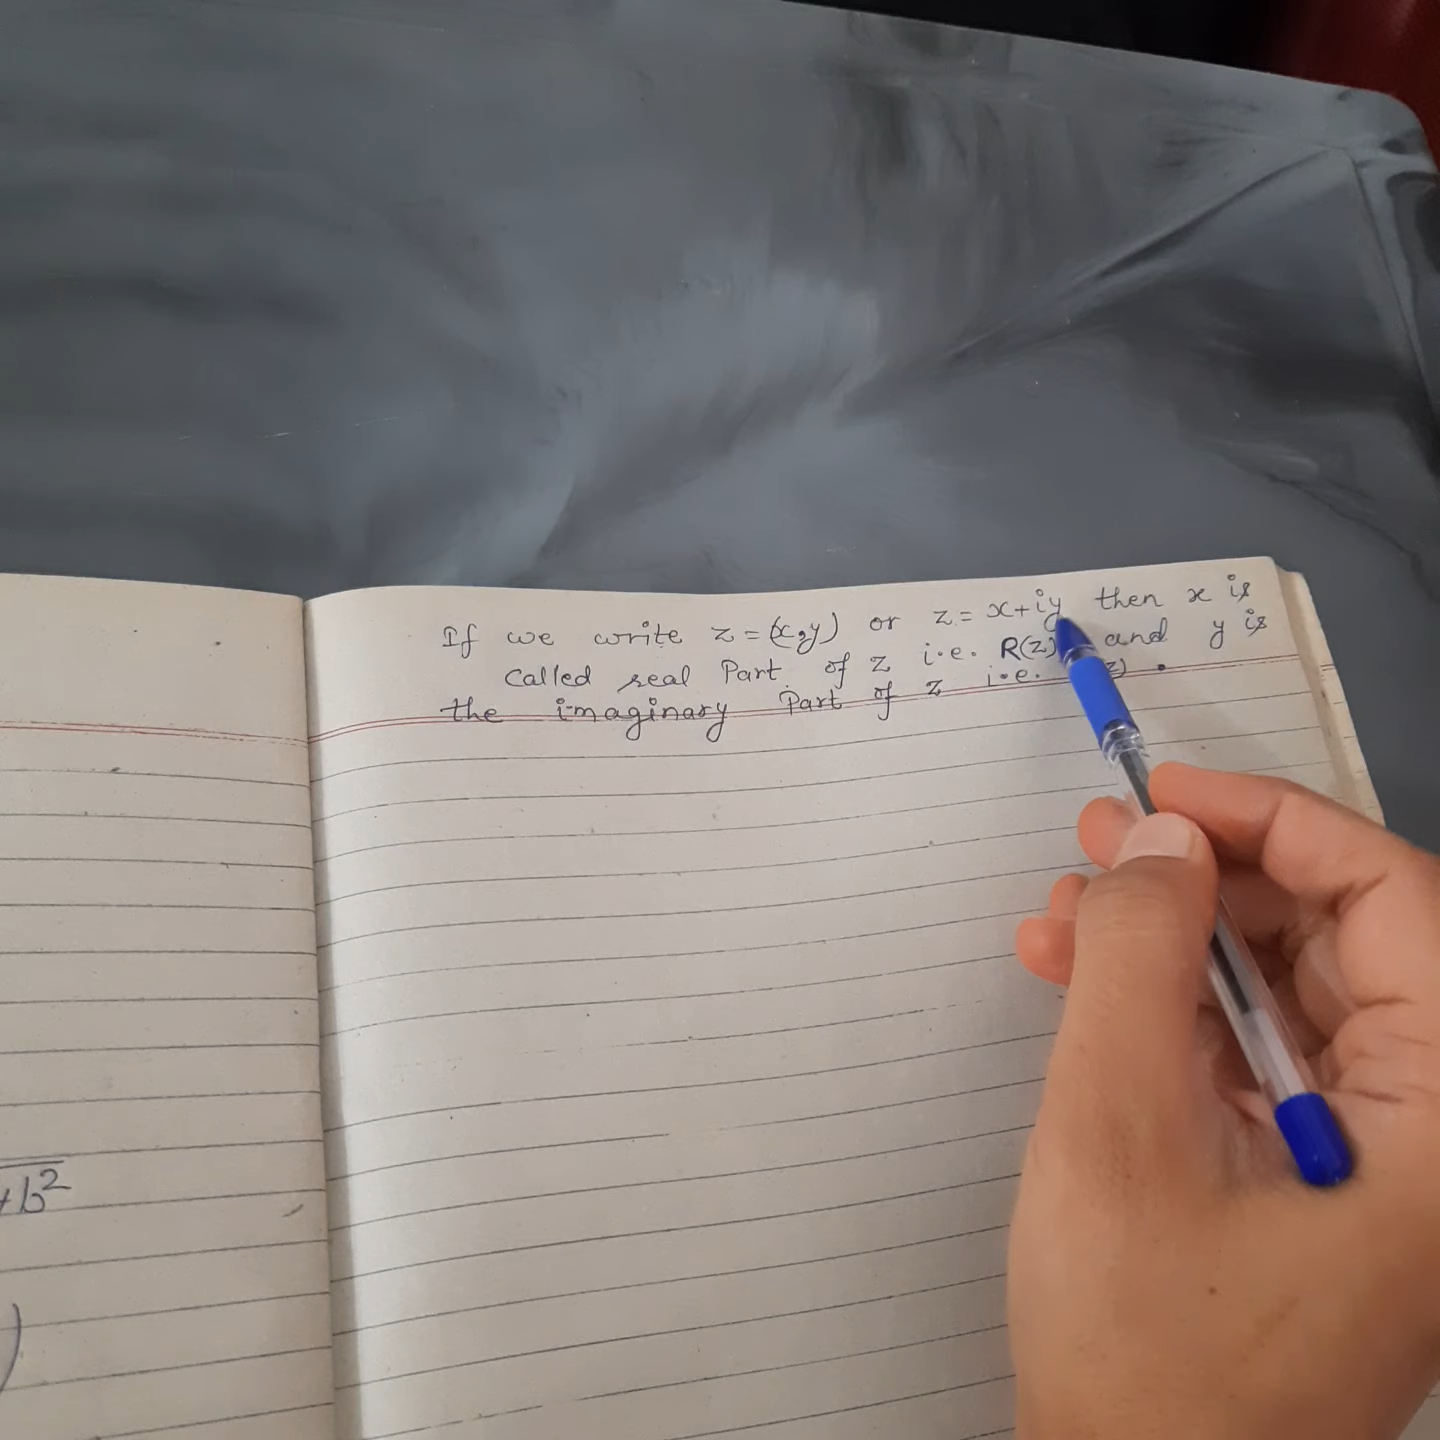 If we write z = (x,y) or z = x+iy then x is
called real Part of z i.e. R(z) and y is
the imaginary Part of z i.e. z) .
+b²
)